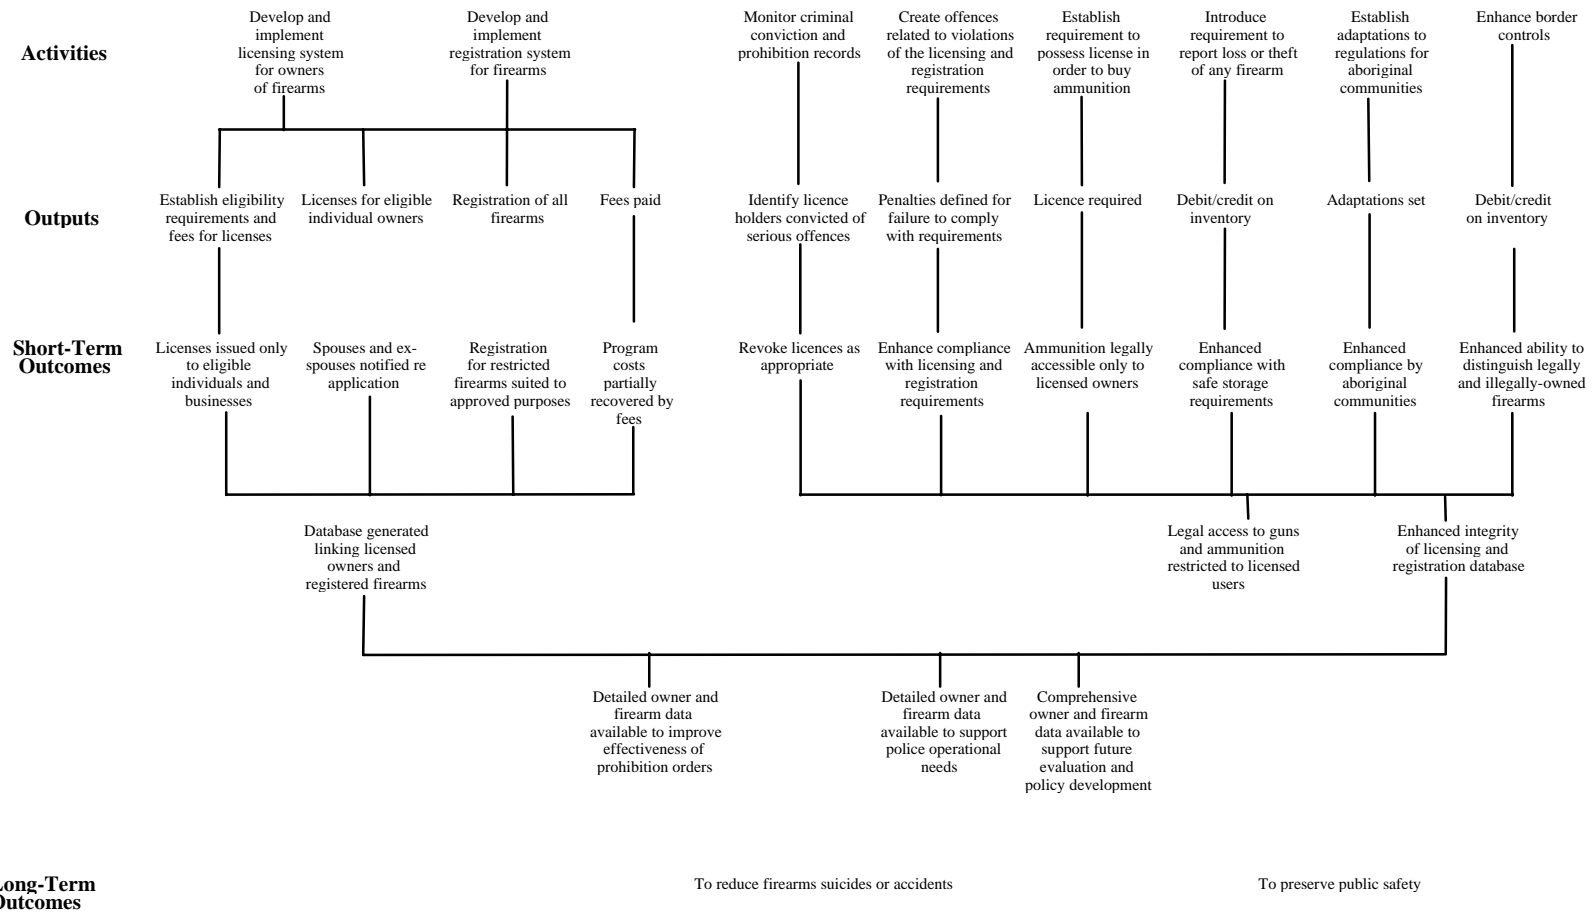 Activities
Develop and
implement
licensing system
for owners
of firearms
Develop and
implement
registration system
for firearms
Monitor criminal
conviction and
prohibition records
Create offences
related to violations
of the licensing and
registration
requirements
Establish
requirement to
possess license in
order to buy
ammunition
Introduce
requirement to
report loss or theft
of any firearm
Establish
adaptations to
regulations for
aboriginal
communities
Enhance border
controls
Outputs
Establish eligibility
requirements and
fees for licenses
Licenses for eligible
individual owners
Registration of all
firearms
Fees paid
Identify licence
holders convicted of
serious offences
Penalties defined for
failure to comply
with requirements
Licence required
Debit/credit on
inventory
Adaptations set
Debit/credit
on inventory
Short-Term
Outcomes
Licenses issued only
to eligible
individuals and
businesses
Spouses and ex-
spouses notified re
application
Registration
for restricted
firearms suited to
approved purposes
Program
costs
partially
recovered by
fees
Revoke licences as
appropriate
Enhance compliance
with licensing and
registration
requirements
Ammunition legally
accessible only to
licensed owners
Enhanced
compliance with
safe storage
requirements
Enhanced
compliance by
aboriginal
communities
Enhanced ability to
distinguish legally
and illegally-owned
firearms
Database generated
linking licensed
owners and
registered firearms
Legal access to guns
and ammunition
restricted to licensed
users
Enhanced integrity
of licensing and
registration database
Detailed owner and
firearm data
available to improve
effectiveness of
prohibition orders
Detailed owner and
firearm data
available to support
police operational
needs
Comprehensive
owner and firearm
data available to
support future
evaluation and
policy development
Long-Term
Outcomes
To reduce firearms suicides or accidents
To preserve public safety